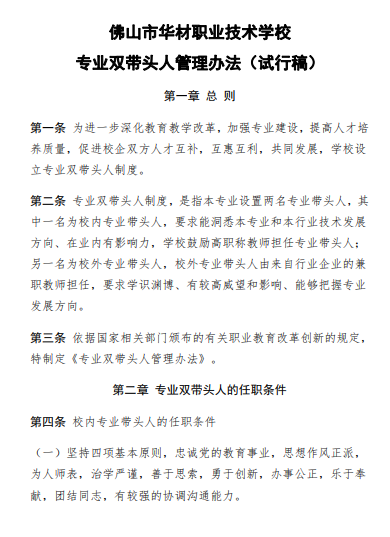 佛山市华材职业技术学校
专业双带头人管理办法（试行稿）
第一章 总 则
第一条 为进一步深化教育教学改革，加强专业建设，提高人才培
养质量，促进校企双方人才互补，互惠互利，共同发展，学校设
立专业双带头人制度。
第二条 专业双带头人制度，是指本专业设置两名专业带头人，其
中一名为校内专业带头人，要求能洞悉本专业和本行业技术发展
方向、在业内有影响力，学校鼓励高职称教师担任专业带头人；
另一名为校外专业带头人，校外专业带头人由来自行业企业的兼
职教师担任，要求学识渊博、有较高威望和影响、能够把握专业
发展方向。
第三条 依据国家相关部门颁布的有关职业教育改革创新的规定，
特制定《专业双带头人管理办法》。
第二章 专业双带头人的任职条件
第四条 校内专业带头人的任职条件
（一）坚持四项基本原则，忠诚党的教育事业，思想作风正派，
为人师表，治学严谨，善于思索，勇于创新，办事公正，乐于奉
献，团结同志，有较强的协调沟通能力。